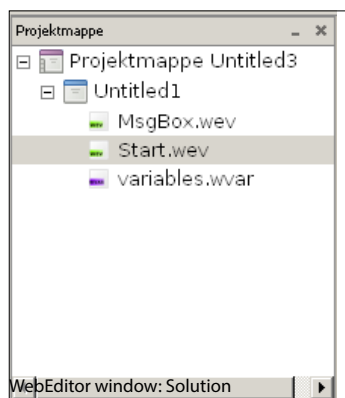 Projektmappe
Projektmappe Untitled3
Untitled1
MsgBox.wev
Start.wev
variables.wvar
WebEditor window: Solution